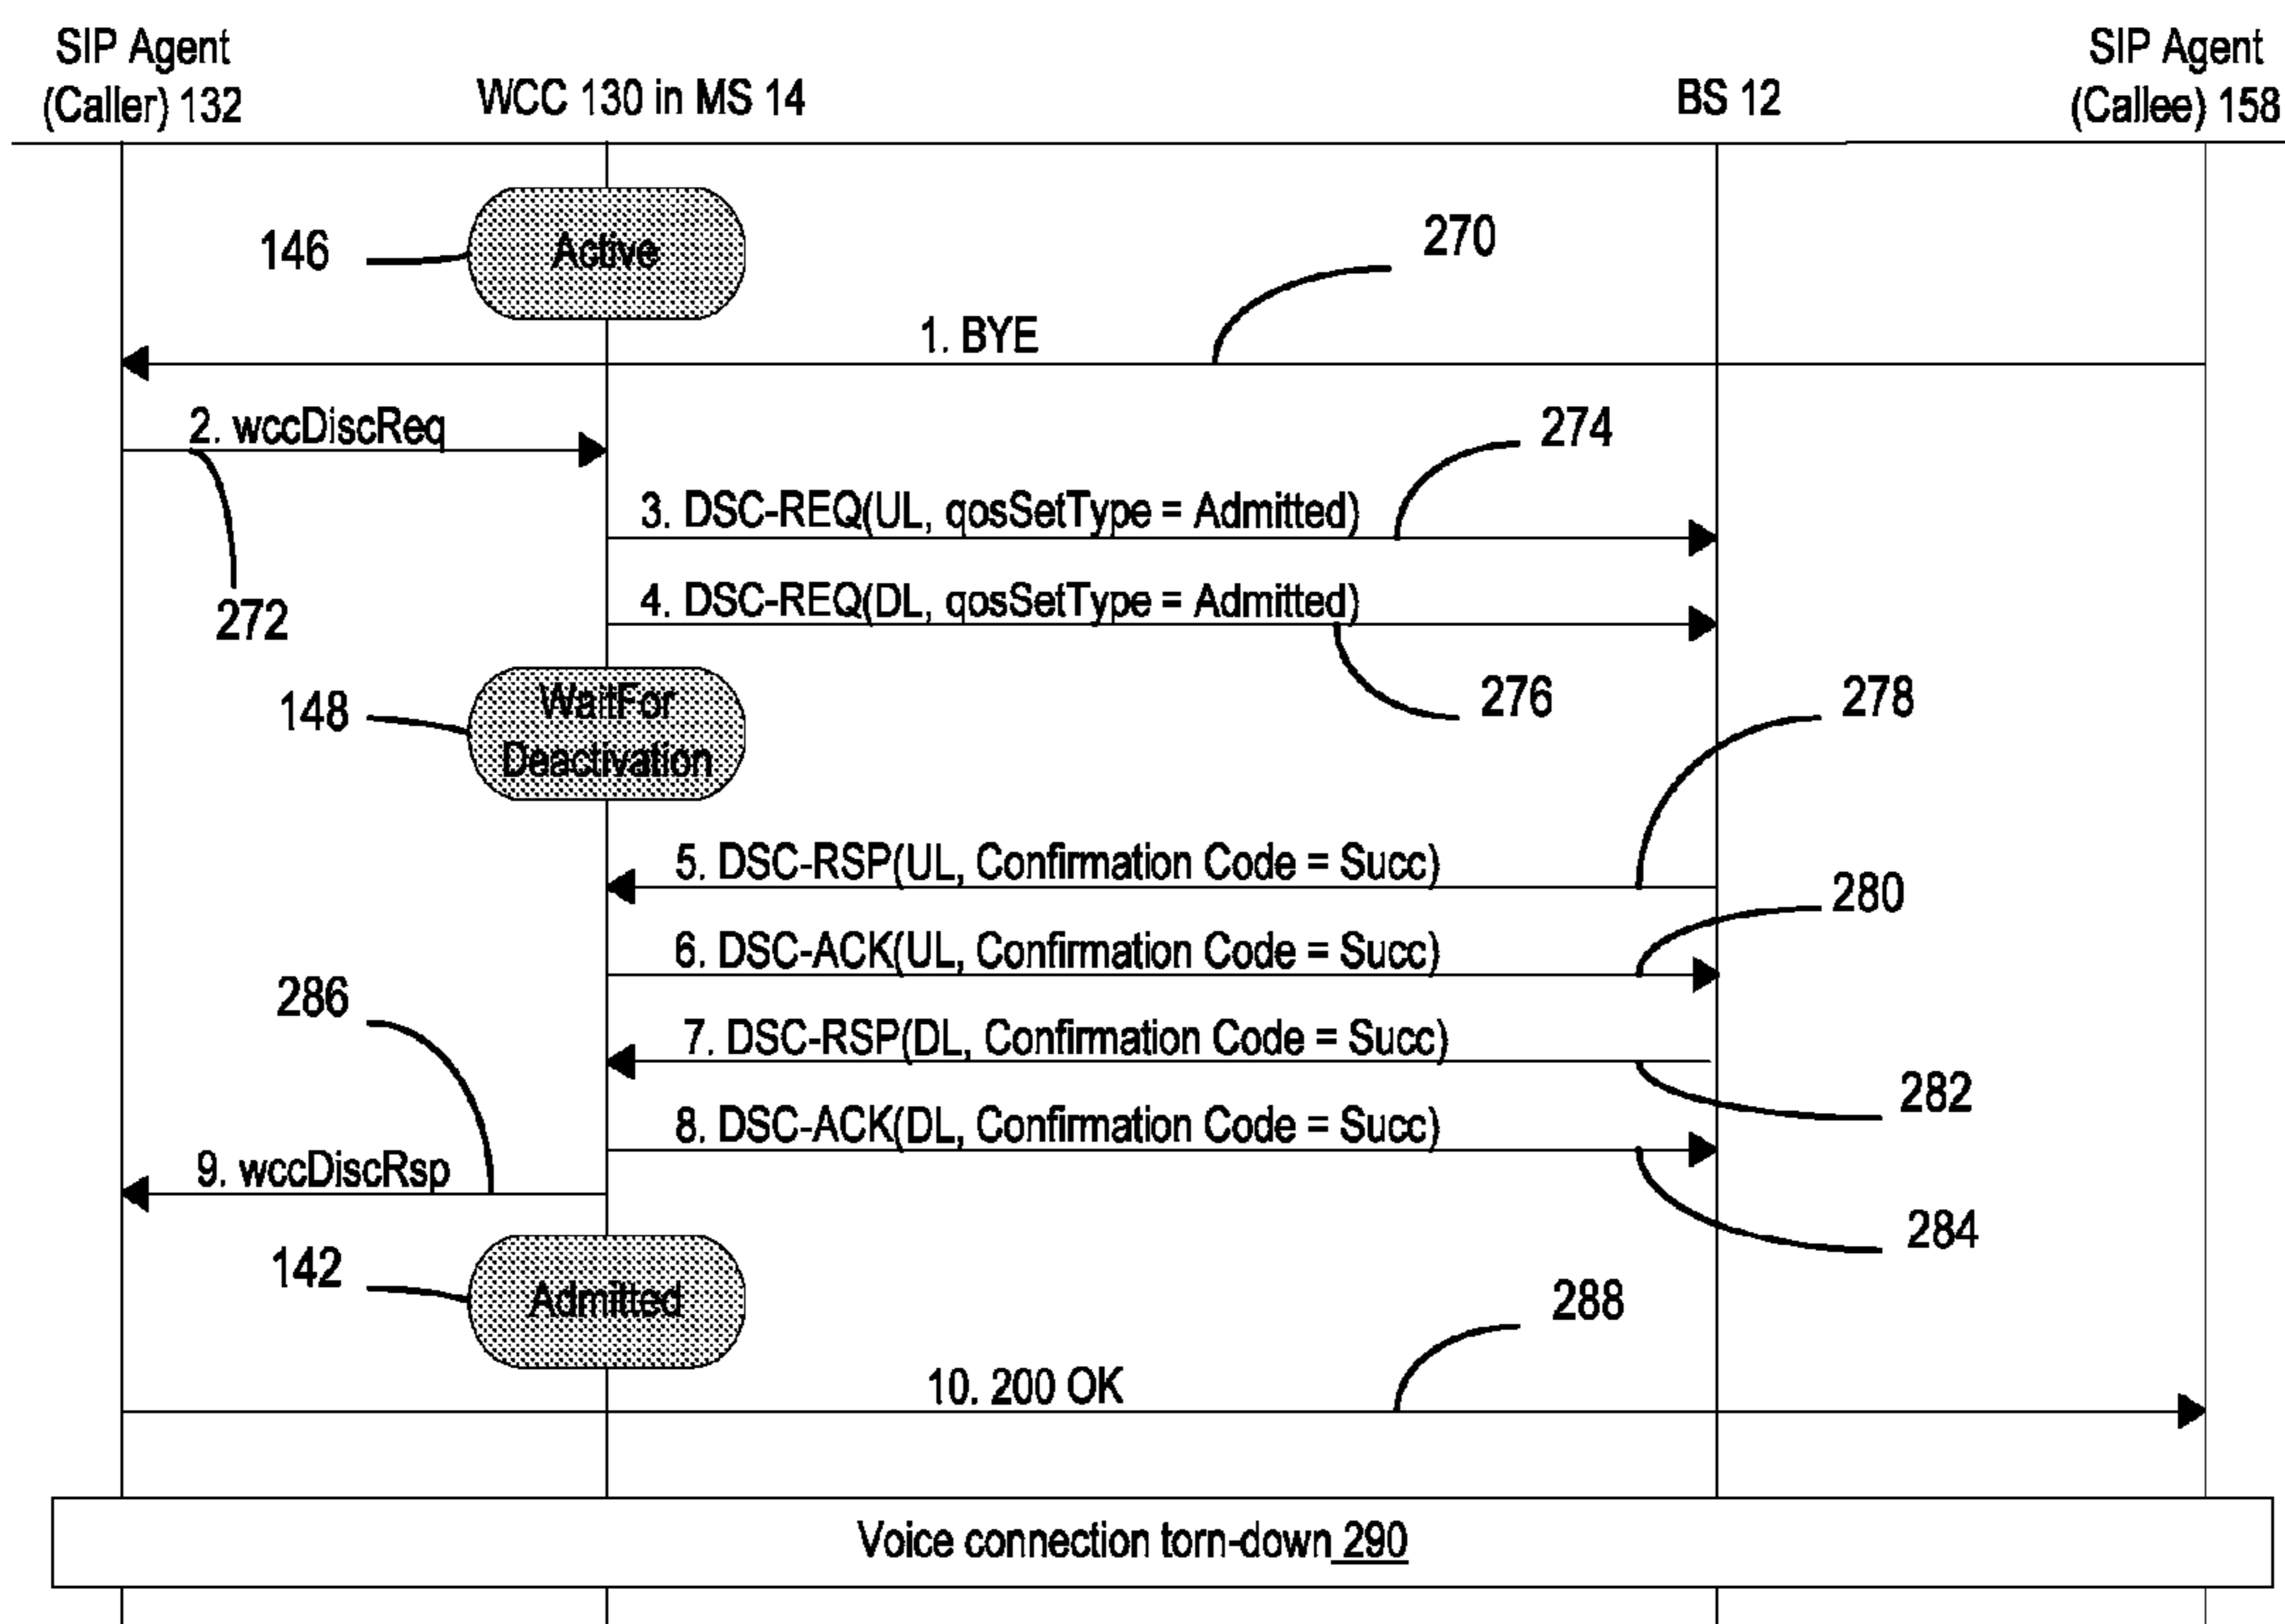 SIP Agent
(Caller) 132
WCC 130 in MS 14
BS 12
SIP Agent
(Callee) 158
146
Active
270
1. BYE
2. wccDiscReq
274
3. DSC-REQ(UL, qosSetType = Admitted)
272
4. DSC-REQ(DL, qosSetType = Admitted)
148
WaitFor
Deactivation
276
278
5. DSC-RSP(UL, Confirmation Code = Succ)
280
6. DSC-ACK(UL, Confirmation Code = Succ)
286
7. DSC-RSP(DL, Confirmation Code = Succ)
282
8. DSC-ACK(DL, Confirmation Code = Succ)
9. wccDiscRsp
284
142
Admitted
288
10. 200 OK
Voice connection torn-down 290